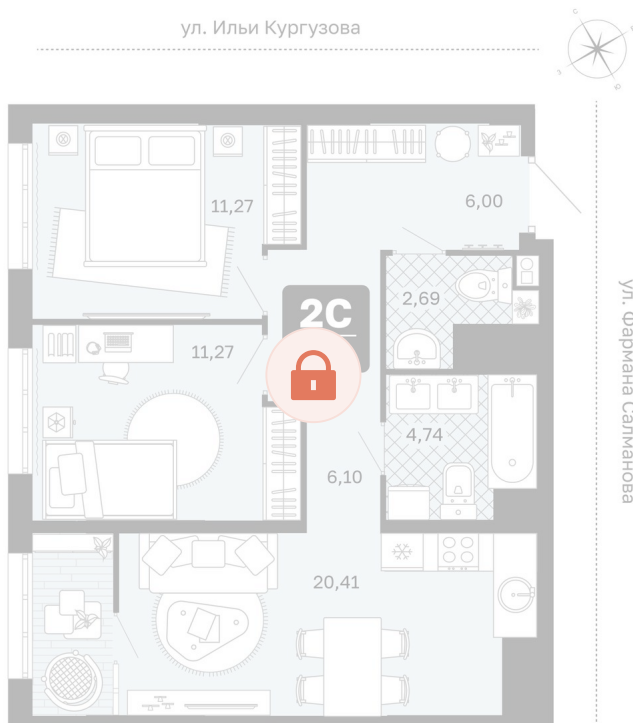 ул. Ильи Кургузова
С
В
З
Ю
11,27
6,00
2С
2,69
11,27
4,74
6,10
20,41
ул. Фармана Салманова